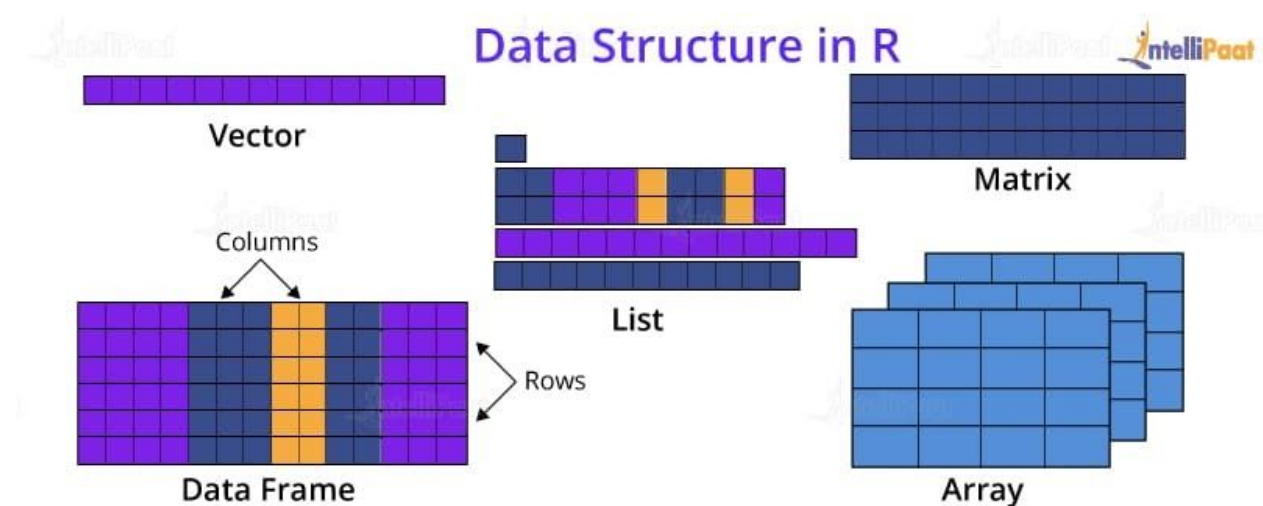 Data Structure in R
IntelliPaat
Vector
Matrix
Columns
List
Rows
Data Frame
Array